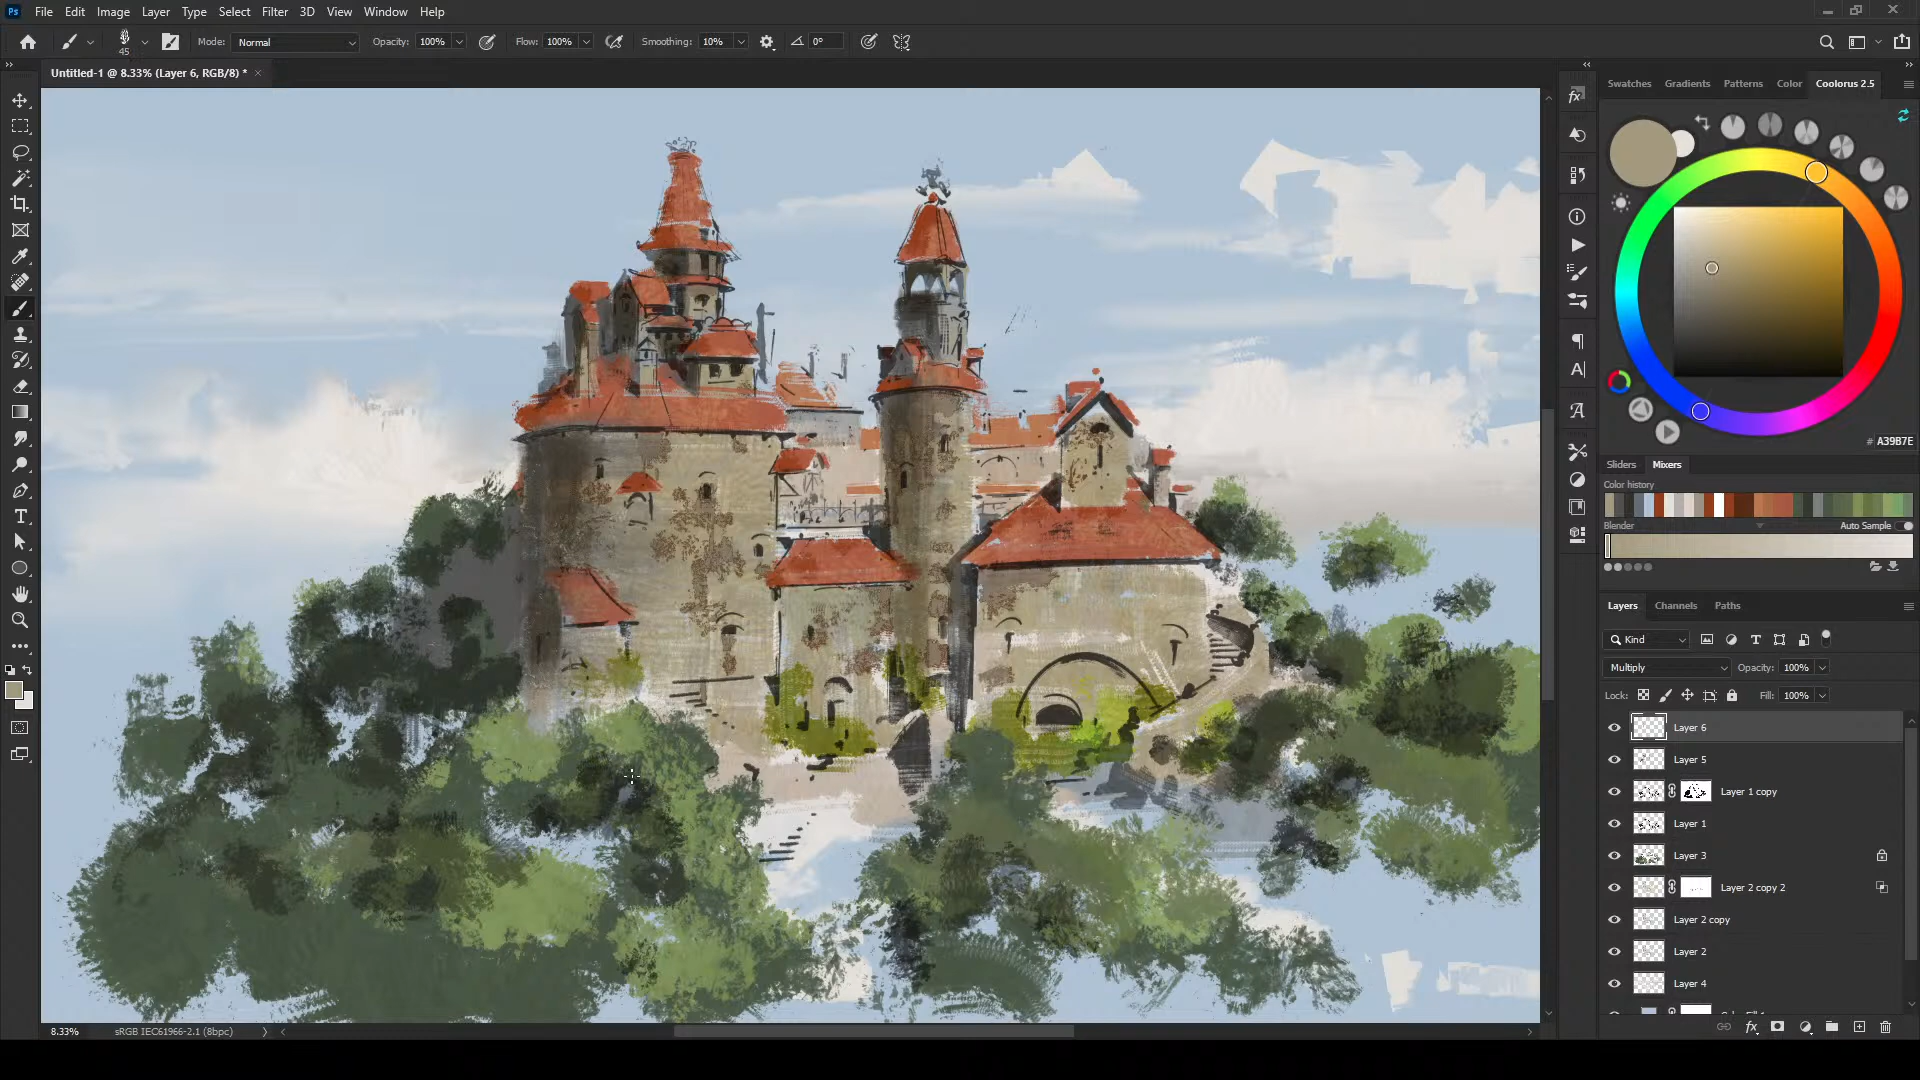 Ps File Edit Image Layer Type Select Filter 3D View Window Help
45 Mode: Normal Opacity: 100% Flow: 100% Smoothing: 10% 0°
Untitled-1 @ 8.33% (Layer 6, RGB/8) *
Swatches Gradients Patterns Color Coolorus 2.5
# A39B7E
Sliders Mixers
Color history
Blender Auto Sample
Layers Channels Paths
Kind
Multiply Opacity: 100%
Lock: Fill: 100%
Layer 6
Layer 5
Layer 1 copy
Layer 1
Layer 3
Layer 2 copy 2
Layer 2 copy
Layer 2
Layer 4
8.33% sRGB IEC61966-2.1 (8bpc)